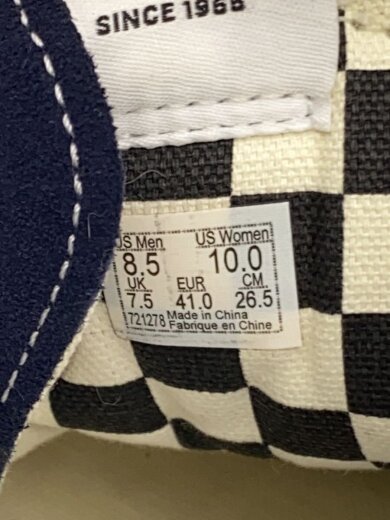 SINCE 1966
US Men US Women
8.5 10.0
UK EUR CM
7.5 41.0 26.5
721278 Made in China
Fabriqué en Chine